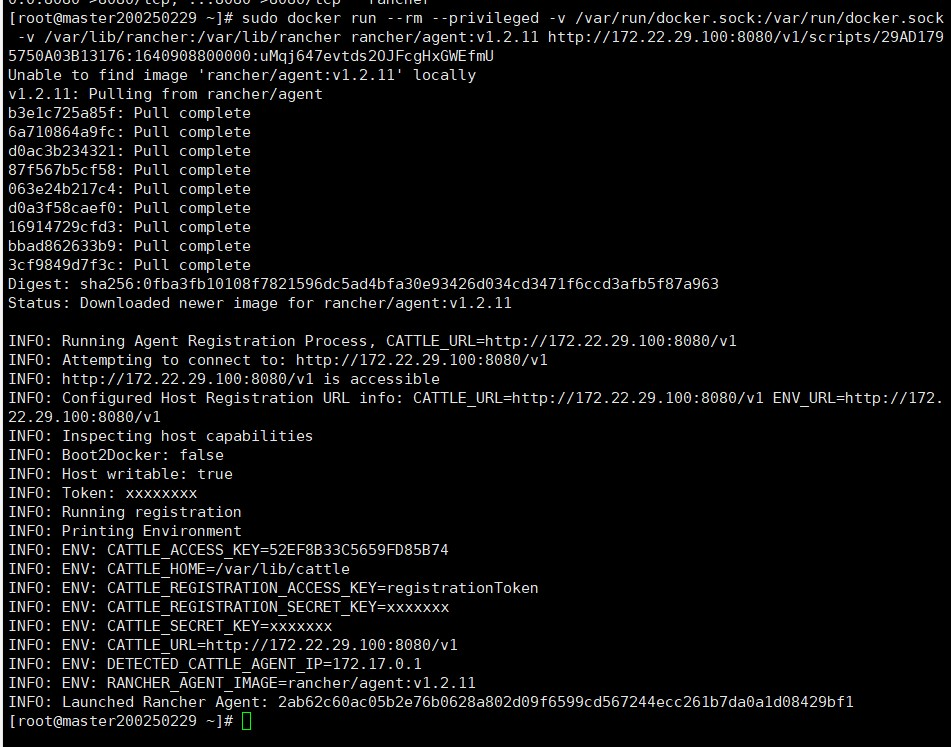 [root@master200250229 ~]# sudo docker run --rm --privileged -v /var/run/docker.sock:/var/run/docker.sock
 -v /var/lib/rancher:/var/lib/rancher rancher/agent:v1.2.11 http://172.22.29.100:8080/v1/scripts/29AD179
5750A03B13176:1640908800000:uMqj647evtds2OJFcgHxGWEfmU
Unable to find image 'rancher/agent:v1.2.11' locally
v1.2.11: Pulling from rancher/agent
b3e1c725a85f: Pull complete
6a710864a9fc: Pull complete
d0ac3b234321: Pull complete
87f567b5cf58: Pull complete
063e24b217c4: Pull complete
d0a3f58caef0: Pull complete
16914729cfd3: Pull complete
bbad862633b9: Pull complete
3cf9849d7f3c: Pull complete
Digest: sha256:0fba3fb10108f7821596dc5ad4bfa30e93426d034cd3471f6ccd3afb5f87a963
Status: Downloaded newer image for rancher/agent:v1.2.11

INFO: Running Agent Registration Process, CATTLE_URL=http://172.22.29.100:8080/v1
INFO: Attempting to connect to: http://172.22.29.100:8080/v1
INFO: http://172.22.29.100:8080/v1 is accessible
INFO: Configured Host Registration URL info: CATTLE_URL=http://172.22.29.100:8080/v1 ENV_URL=http://172.
22.29.100:8080/v1
INFO: Inspecting host capabilities
INFO: Boot2Docker: false
INFO: Host writable: true
INFO: Token: xxxxxxxx
INFO: Running registration
INFO: Printing Environment
INFO: ENV: CATTLE_ACCESS_KEY=52EF8B33C5659FD85B74
INFO: ENV: CATTLE_HOME=/var/lib/cattle
INFO: ENV: CATTLE_REGISTRATION_ACCESS_KEY=registrationToken
INFO: ENV: CATTLE_REGISTRATION_SECRET_KEY=xxxxxxx
INFO: ENV: CATTLE_SECRET_KEY=xxxxxxx
INFO: ENV: CATTLE_URL=http://172.22.29.100:8080/v1
INFO: ENV: DETECTED_CATTLE_AGENT_IP=172.17.0.1
INFO: ENV: RANCHER_AGENT_IMAGE=rancher/agent:v1.2.11
INFO: Launched Rancher Agent: 2ab62c60ac05b2e76b0628a802d09f6599cd567244ecc261b7da0a1d08429bf1
[root@master200250229 ~]#